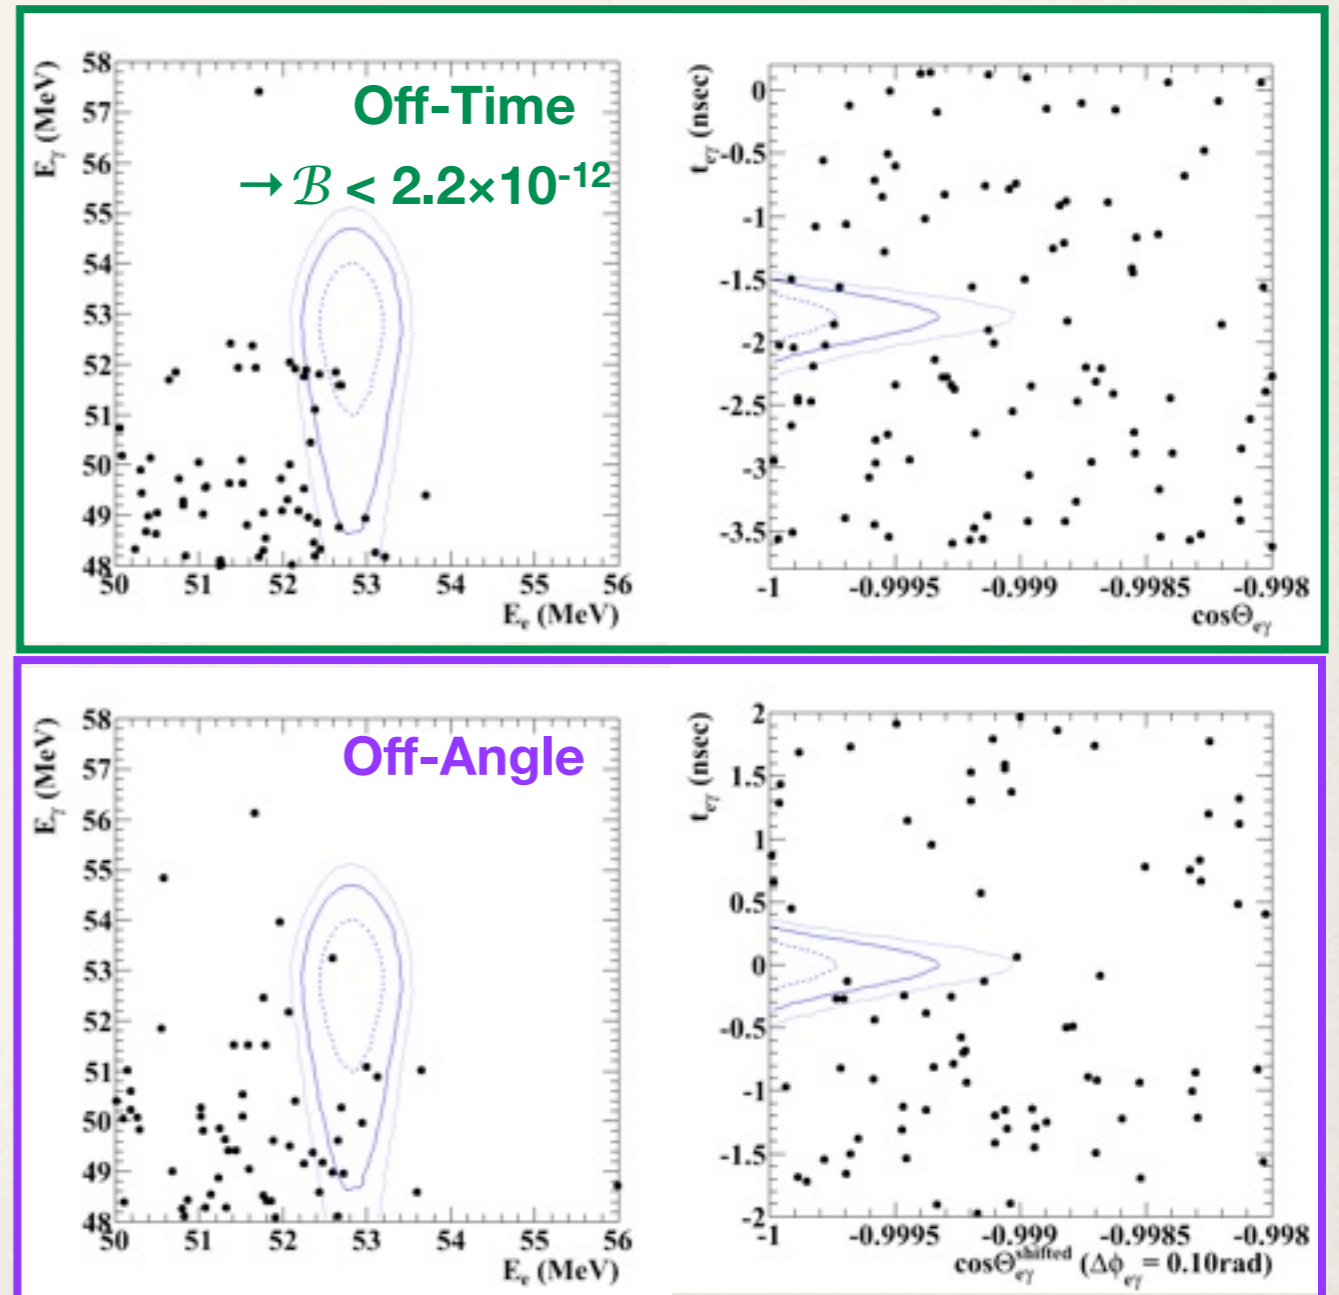 Off-Time
→ ℬ < 2.2×10⁻¹²
E_γ (MeV)
58
57
56
55
54
53
52
51
50
49
48
50 51 52 53 54 55 56
E_e (MeV)
t_eγ (nsec)
0
-0.5
-1
-1.5
-2
-2.5
-3
-3.5
-1 -0.9995 -0.999 -0.9985 -0.998
cosΘ_eγ
Off-Angle
E_γ (MeV)
58
57
56
55
54
53
52
51
50
49
48
50 51 52 53 54 55 56
E_e (MeV)
t_eγ (nsec)
2
1.5
1
0.5
0
-0.5
-1
-1.5
-2
-1 -0.9995 -0.999 -0.9985 -0.998
cosΘ_eγ^shifted (Δϕ_eγ = 0.10rad)